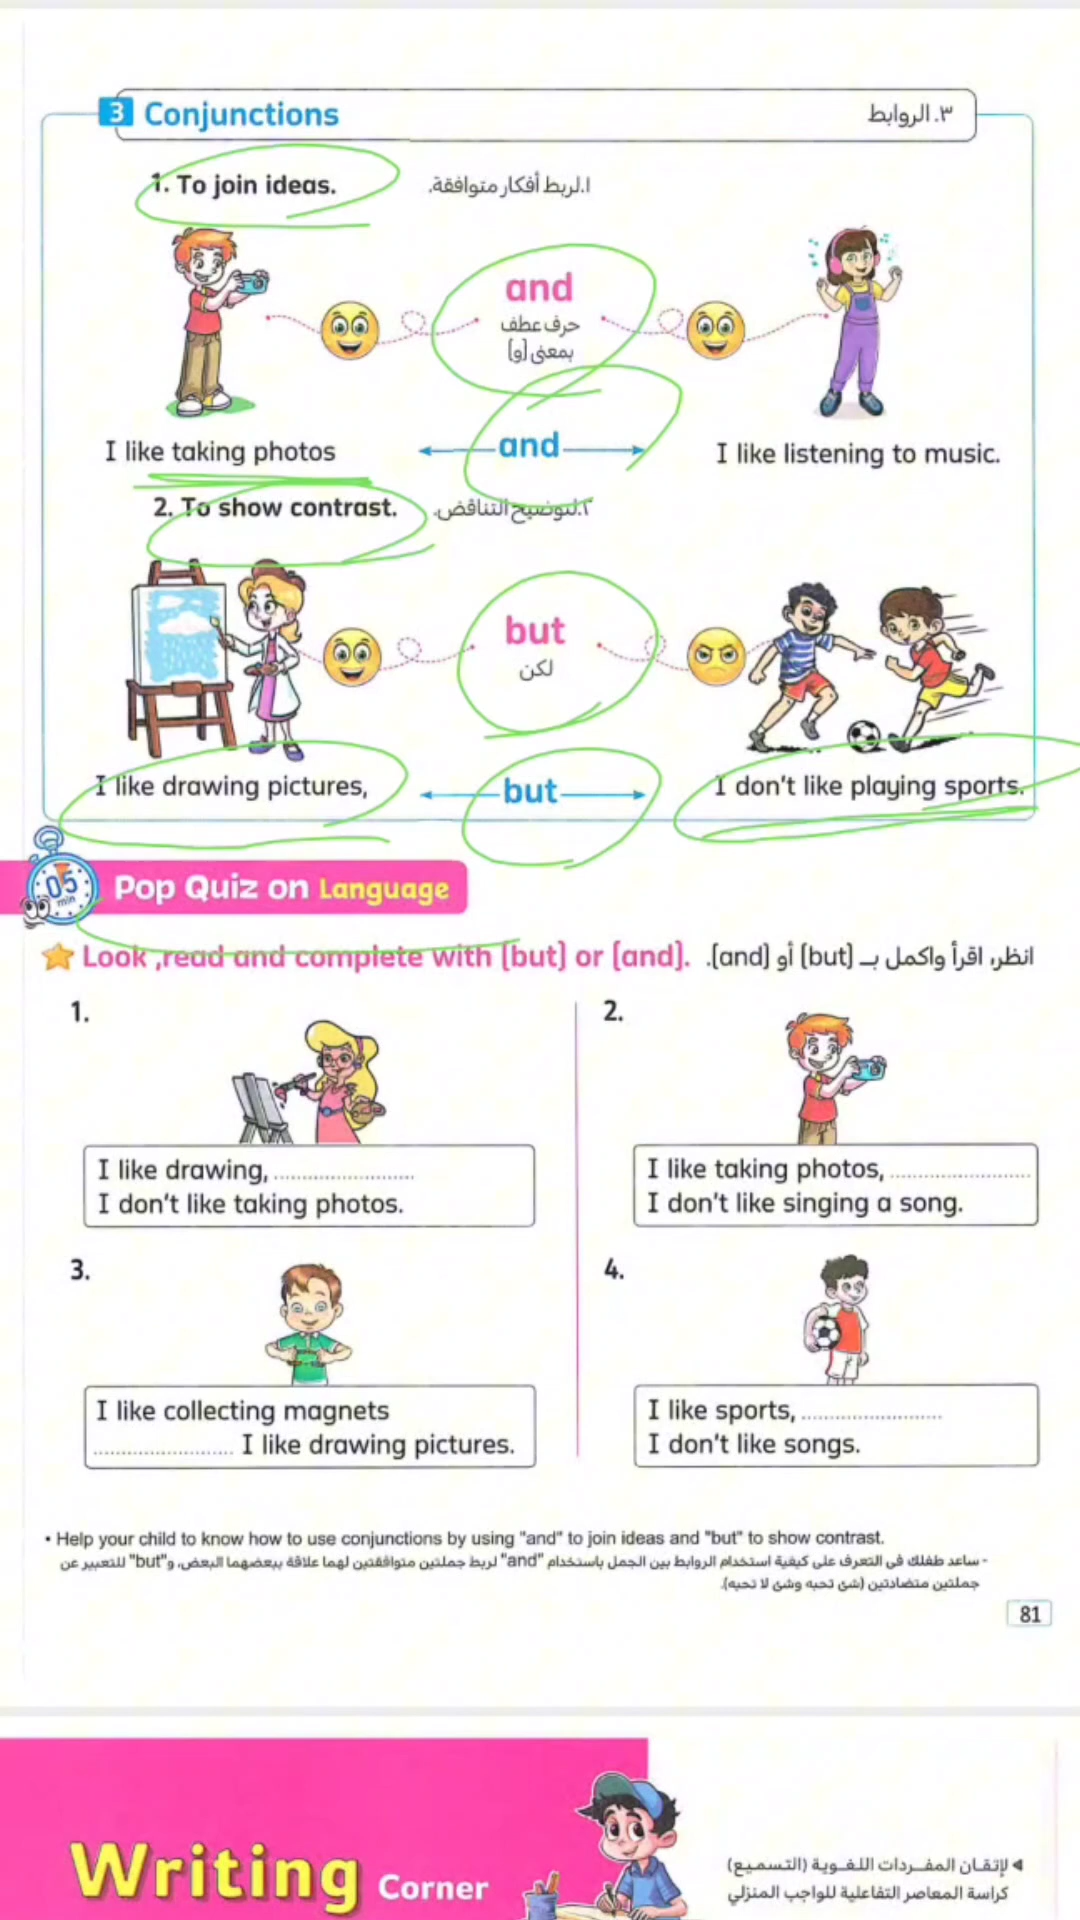 3 Conjunctions
٣. الروابط
1. To join ideas.
١.لربط أفكار متوافقة.
and
حرف عطف
بمعنى (و)
I like taking photos
and
I like listening to music.
2. To show contrast.
٢.لتوضيح التناقض.
but
لكن
I like drawing pictures,
but
I don't like playing sports.
05
min
Pop Quiz on Language
Look ,read and complete with (but) or (and).
انظر، اقرأ واكمل بـ (but) أو (and).
1.
I like drawing, ........................
I don't like taking photos.
2.
I like taking photos, ........................
I don't like singing a song.
3.
I like collecting magnets
........................ I like drawing pictures.
4.
I like sports, ........................
I don't like songs.
• Help your child to know how to use conjunctions by using "and" to join ideas and "but" to show contrast.
- ساعد طفلك فى التعرف على كيفية استخدام الروابط بين الجمل باستخدام "and" لربط جملتين متوافقتين لهما علاقة ببعضهما البعض، و"but" للتعبير عن
جملتين متضادتين (شئ تحبه وشئ لا تحبه).
81
Writing Corner
◀ لإتقـان المفـردات اللغـوية (التسميع)
كراسة المعاصر التفاعلية للواجب المنزلي